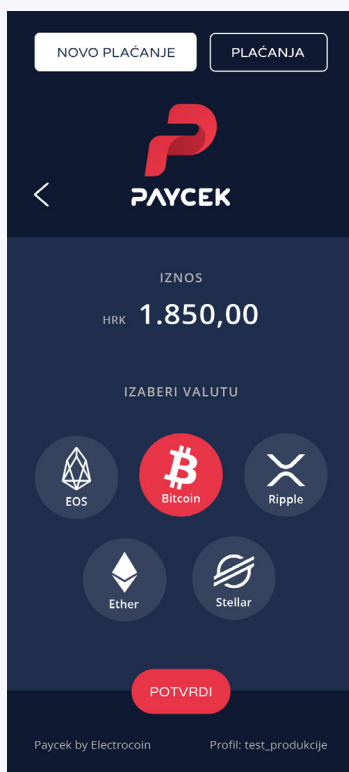 NOVO PLAĆANJE
PLAĆANJA
PAYCEK
IZNOS
HRK 1.850,00
IZABERI VALUTU
EOS
Bitcoin
Ripple
Ether
Stellar
POTVRDI
Paycek by Electrocoin
Profil: test_produkcije